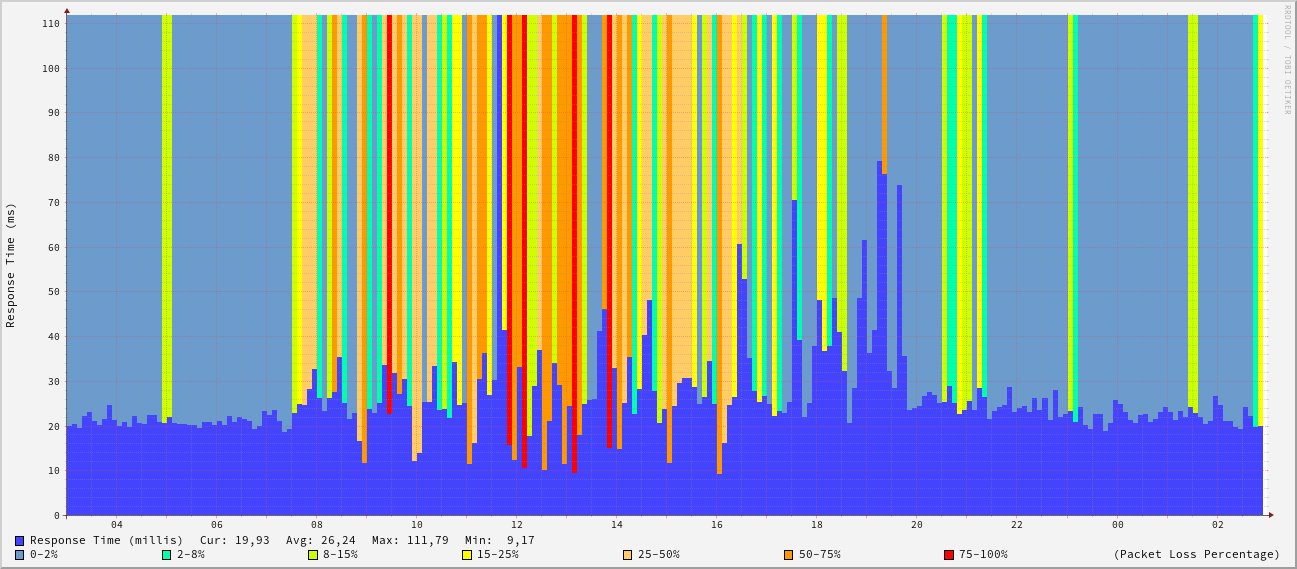 RRDTOOL / TOBI OETIKER
Response Time (ms)
110
100
90
80
70
60
50
40
30
20
10
0
04 06 08 10 12 14 16 18 20 22 00 02
Response Time (millis) Cur: 19,93 Avg: 26,24 Max: 111,79 Min: 9,17
0-2% 2-8% 8-15% 15-25% 25-50% 50-75% 75-100% (Packet Loss Percentage)